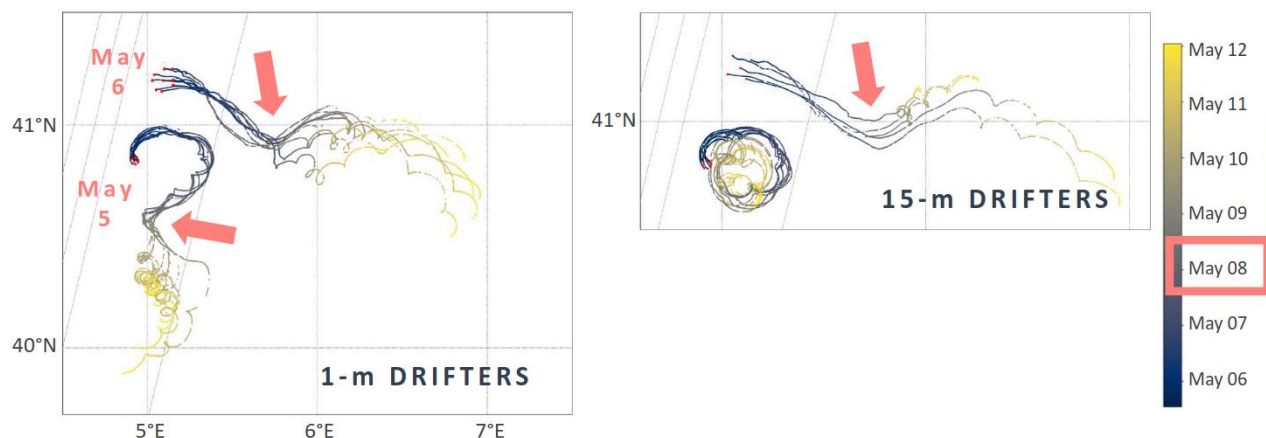 May
6
41°N
May
5
40°N
1-m DRIFTERS
5°E
6°E
7°E
41°N
15-m DRIFTERS
May 12
May 11
May 10
May 09
May 08
May 07
May 06